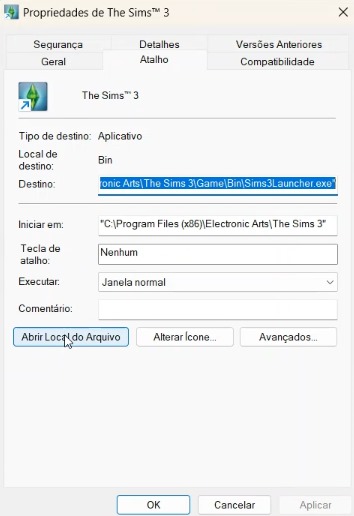 Propriedades de The Sims™ 3
Segurança Detalhes Versões Anteriores
Geral Atalho Compatibilidade
The Sims™ 3
Tipo de destino: Aplicativo
Local de destino: Bin
Destino: ronic Arts\The Sims 3\Game\Bin\Sims3Launcher.exe"
Iniciar em: "C:\Program Files (x86)\Electronic Arts\The Sims 3"
Tecla de atalho: Nenhum
Executar: Janela normal
Comentário:
Abrir Local do Arquivo Alterar Ícone... Avançados...
OK Cancelar Aplicar